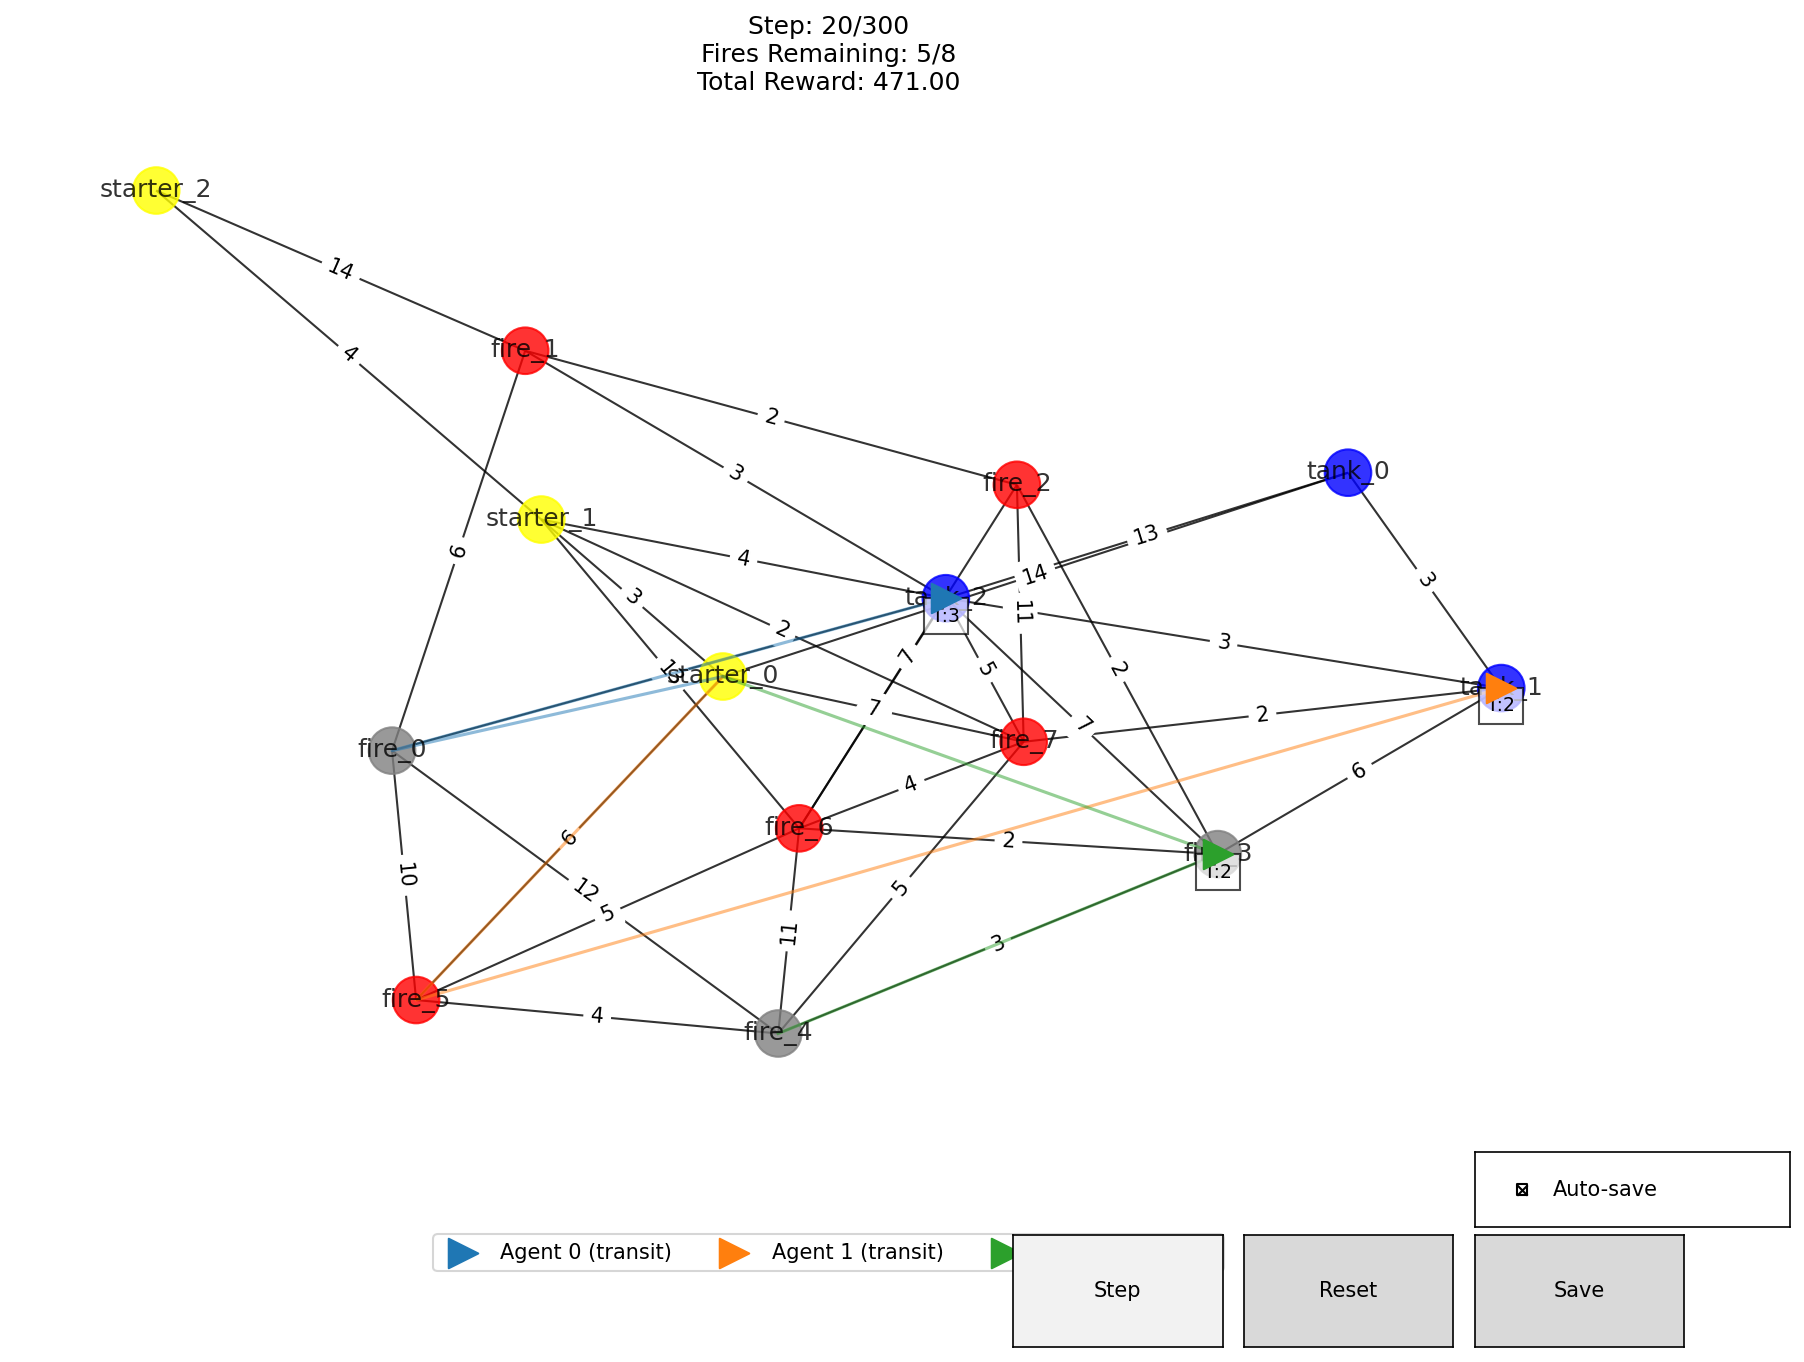 Step: 20/300
Fires Remaining: 5/8
Total Reward: 471.00
starter_2
14
4
fire_1
2
3
6
fire_2
tank_0
starter_1
4
13
14
3
11
3
2
3
7
5
2
starter_0
7
7
2
fire_0
fire_7
T:3
T:2
4
6
fire_6
2
fire_3
T:2
6
10
12
5
5
11
3
fire_5
4
fire_4
Auto-save
Agent 0 (transit)
Agent 1 (transit)
Step
Reset
Save